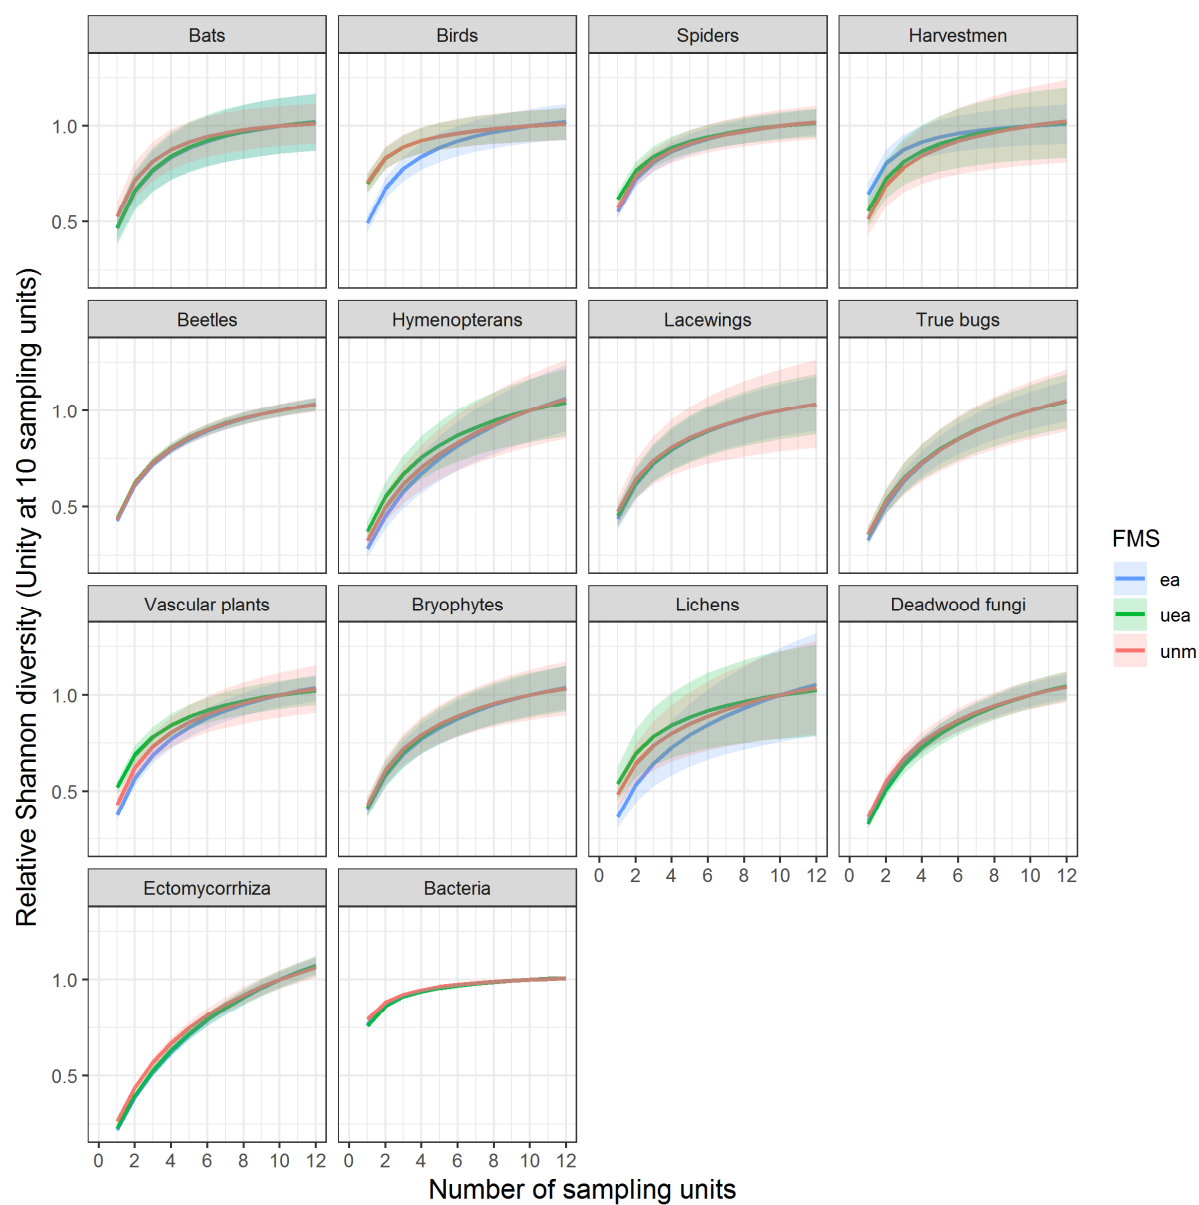 Bats Birds Spiders Harvestmen
1.0
0.5
Beetles Hymenopterans Lacewings True bugs
1.0
0.5
Vascular plants Bryophytes Lichens Deadwood fungi
1.0
0.5
0 2 4 6 8 10 12 0 2 4 6 8 10 12
Ectomycorrhiza Bacteria
1.0
0.5
0 2 4 6 8 10 12 0 2 4 6 8 10 12
Number of sampling units
Relative Shannon diversity (Unity at 10 sampling units)
FMS
ea
uea
unm